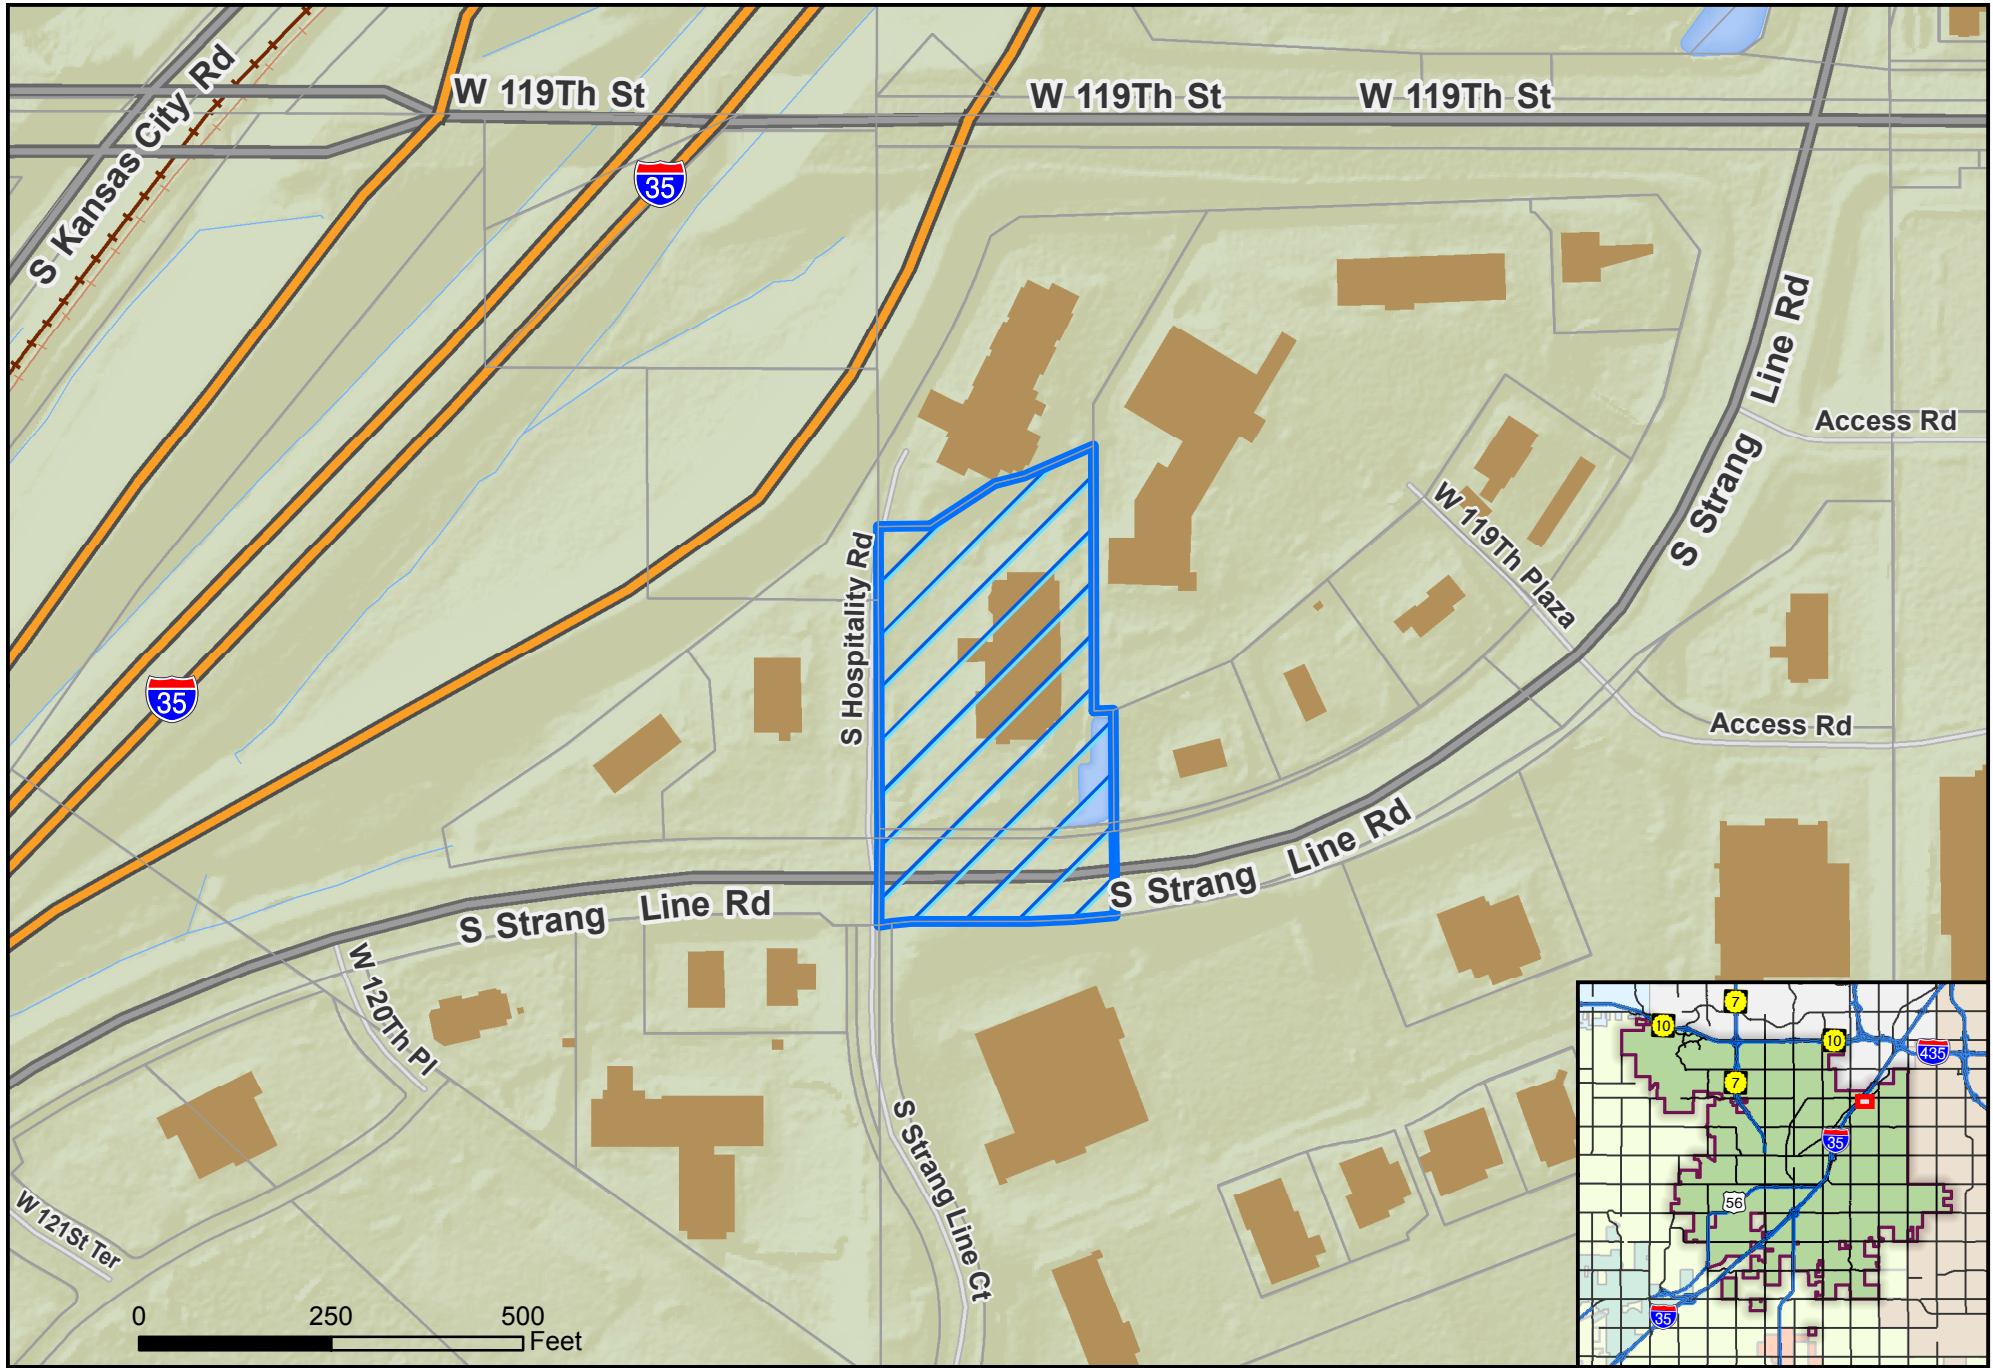 S Kansas City Rd
W 119Th St
W 119Th St
W 119Th St
35
S Strang Line Rd
Access Rd
W 119Th Plaza
S Hospitality Rd
35
Access Rd
S Strang Line Rd
S Strang Line Rd
W 120Th Pl
S Strang Line Ct
W 121St Ter
0 250 500
Feet
7
10
10
435
7
35
56
35